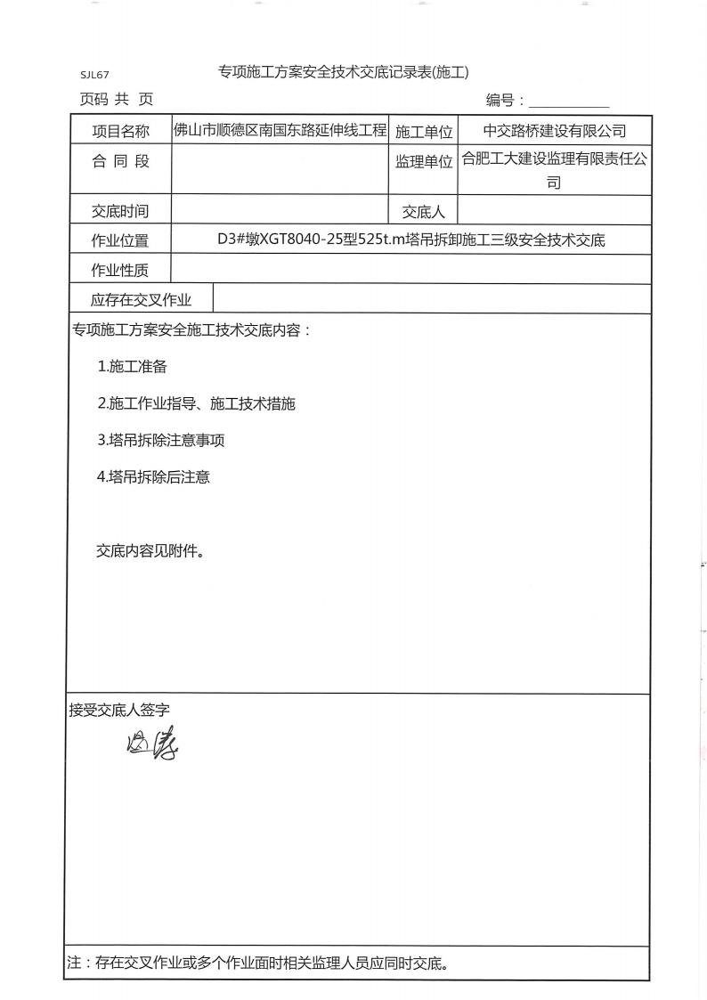 SJL67
专项施工方案安全技术交底记录表(施工)
页码 共 页
编号：
项目名称 佛山市顺德区南国东路延伸线工程 施工单位 中交路桥建设有限公司
合 同 段 监理单位 合肥工大建设监理有限责任公
司
交底时间 交底人
作业位置 D3#墩XGT8040-25型525t.m塔吊拆卸施工三级安全技术交底
作业性质
应存在交叉作业
专项施工方案安全施工技术交底内容：
1.施工准备
2.施工作业指导、施工技术措施
3.塔吊拆除注意事项
4.塔吊拆除后注意
交底内容见附件。
接受交底人签字
注：存在交叉作业或多个作业面时相关监理人员应同时交底。